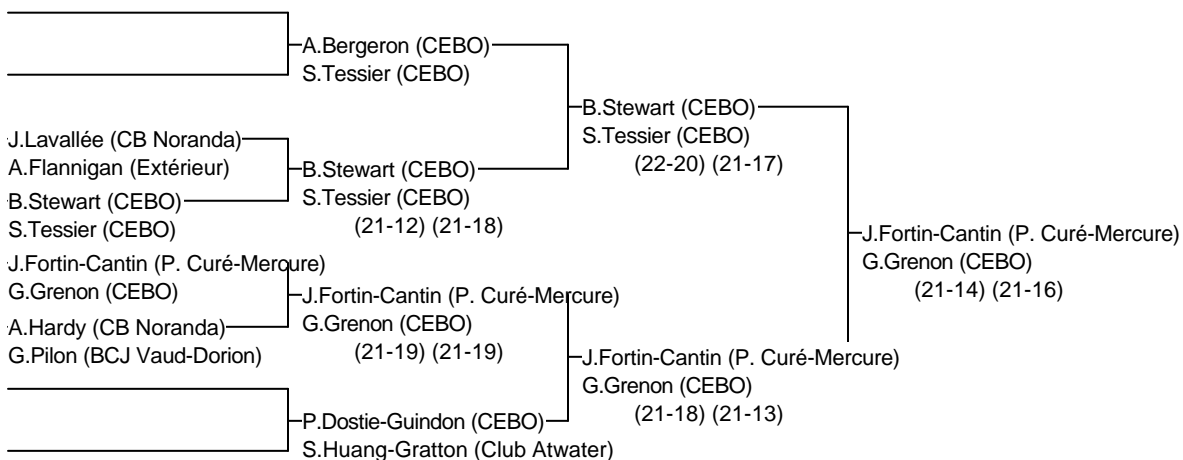 A.Bergeron (CEBO)
S.Tessier (CEBO)
B.Stewart (CEBO)
S.Tessier (CEBO)
(22-20) (21-17)
J.Lavallée (CB Noranda)
A.Flannigan (Extérieur)
B.Stewart (CEBO)
S.Tessier (CEBO)
(21-12) (21-18)
B.Stewart (CEBO)
S.Tessier (CEBO)
J.Fortin-Cantin (P. Curé-Mercure)
G.Grenon (CEBO)
(21-14) (21-16)
J.Fortin-Cantin (P. Curé-Mercure)
G.Grenon (CEBO)
J.Fortin-Cantin (P. Curé-Mercure)
G.Grenon (CEBO)
(21-19) (21-19)
A.Hardy (CB Noranda)
G.Pilon (BCJ Vaud-Dorion)
J.Fortin-Cantin (P. Curé-Mercure)
G.Grenon (CEBO)
(21-18) (21-13)
P.Dostie-Guindon (CEBO)
S.Huang-Gratton (Club Atwater)